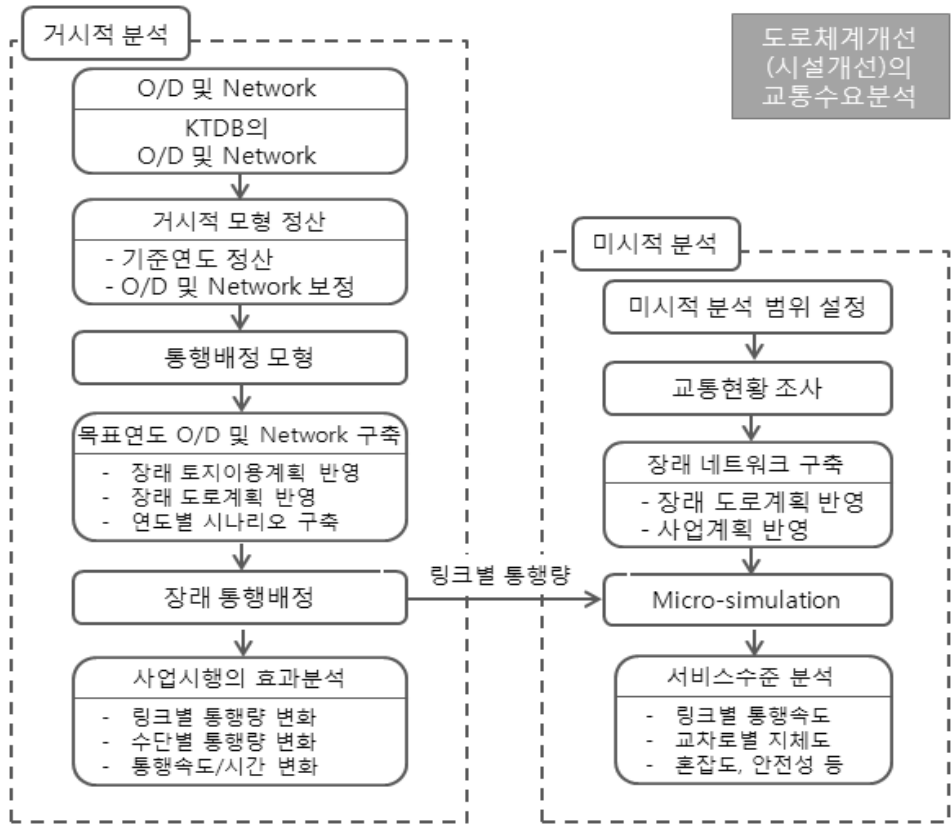 거시적 분석
O/D 및 Network
KTDB의
O/D 및 Network
거시적 모형 정산
- 기준연도 정산
- O/D 및 Network 보정
통행배정 모형
목표연도 O/D 및 Network 구축
- 장래 토지이용계획 반영
- 장래 도로계획 반영
- 연도별 시나리오 구축
장래 통행배정
사업시행의 효과분석
- 링크별 통행량 변화
- 수단별 통행량 변화
- 통행속도/시간 변화
링크별 통행량
도로체계개선
(시설개선)의
교통수요분석
미시적 분석
미시적 분석 범위 설정
교통현황 조사
장래 네트워크 구축
- 장래 도로계획 반영
- 사업계획 반영
Micro-simulation
서비스수준 분석
- 링크별 통행속도
- 교차로별 지체도
- 혼잡도, 안전성 등